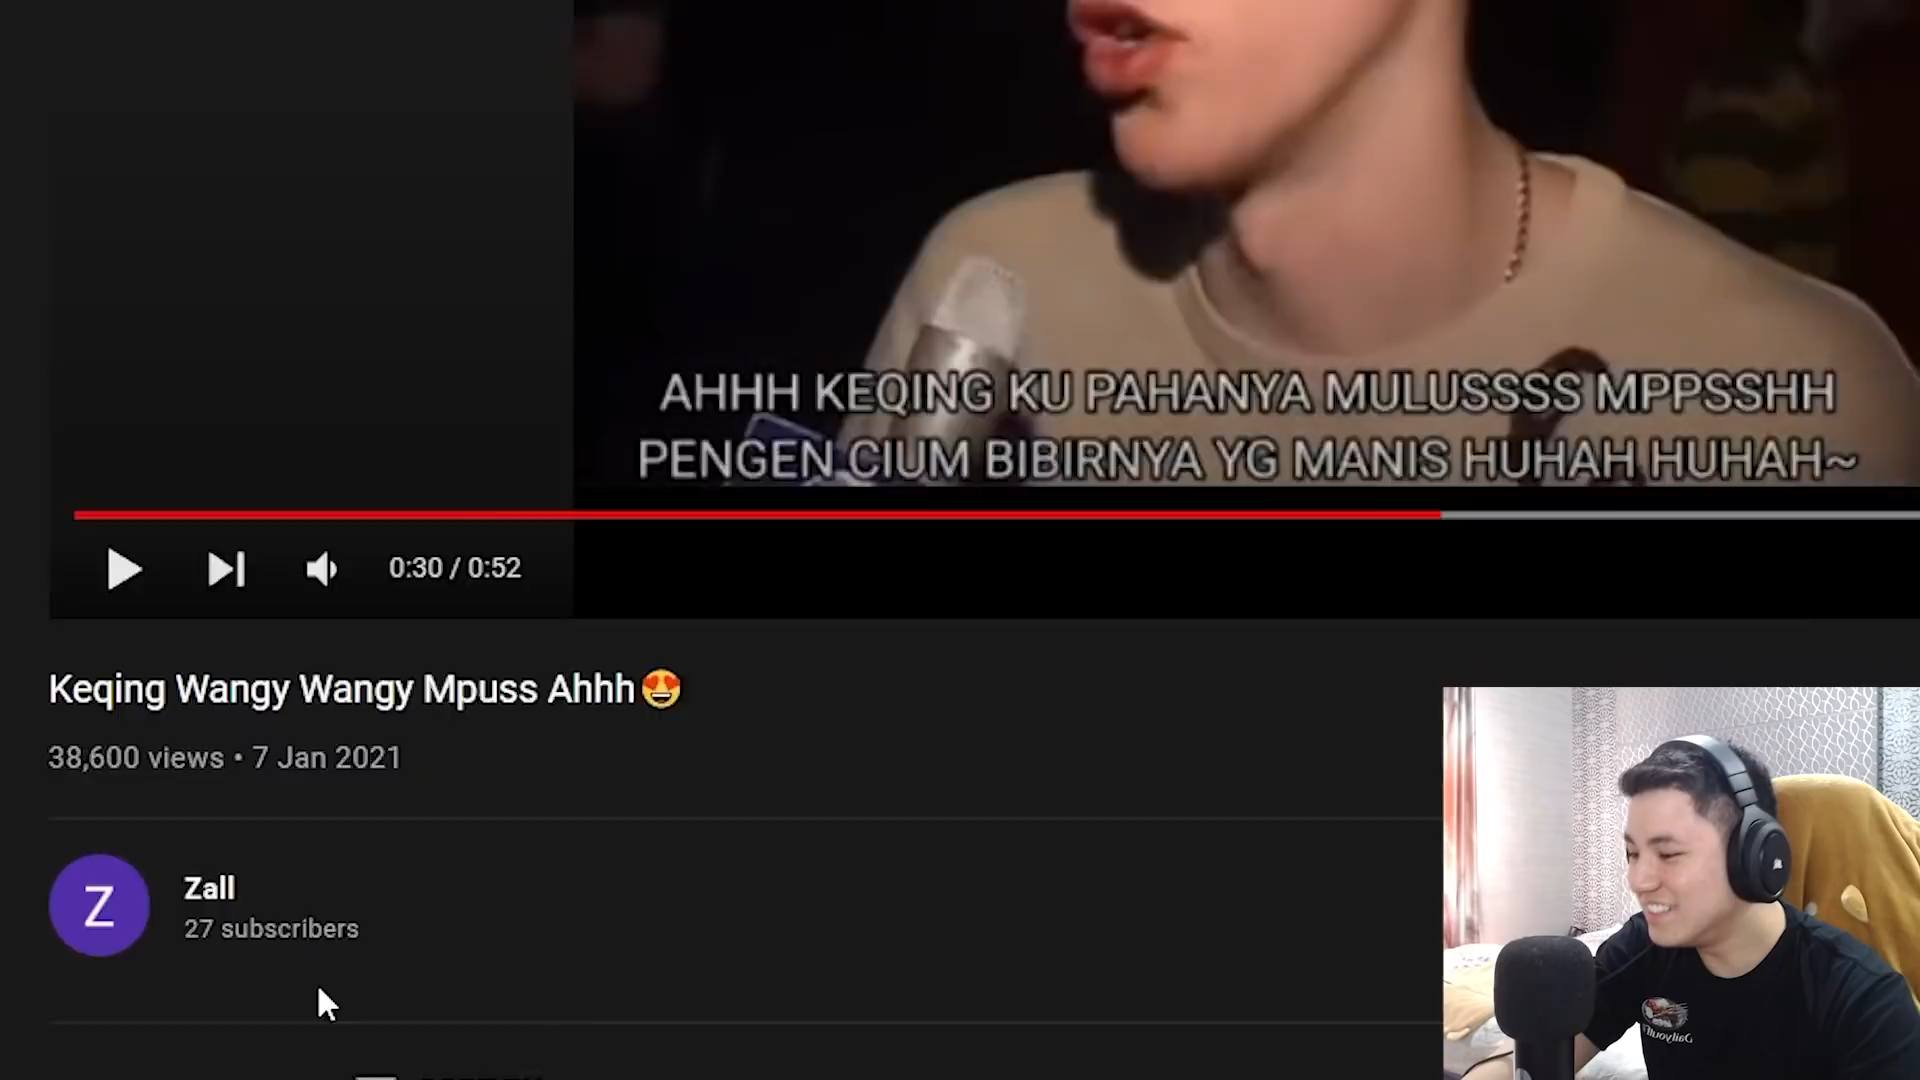 AHHH KEQING KU PAHANYA MULUSSSS MPPSSHH
PENGEN CIUM BIBIRNYA YG MANIS HUHAH HUHAH~
0:30 / 0:52
Keqing Wangy Wangy Mpuss Ahhh😍
38,600 views • 7 Jan 2021
Z
Zall
27 subscribers